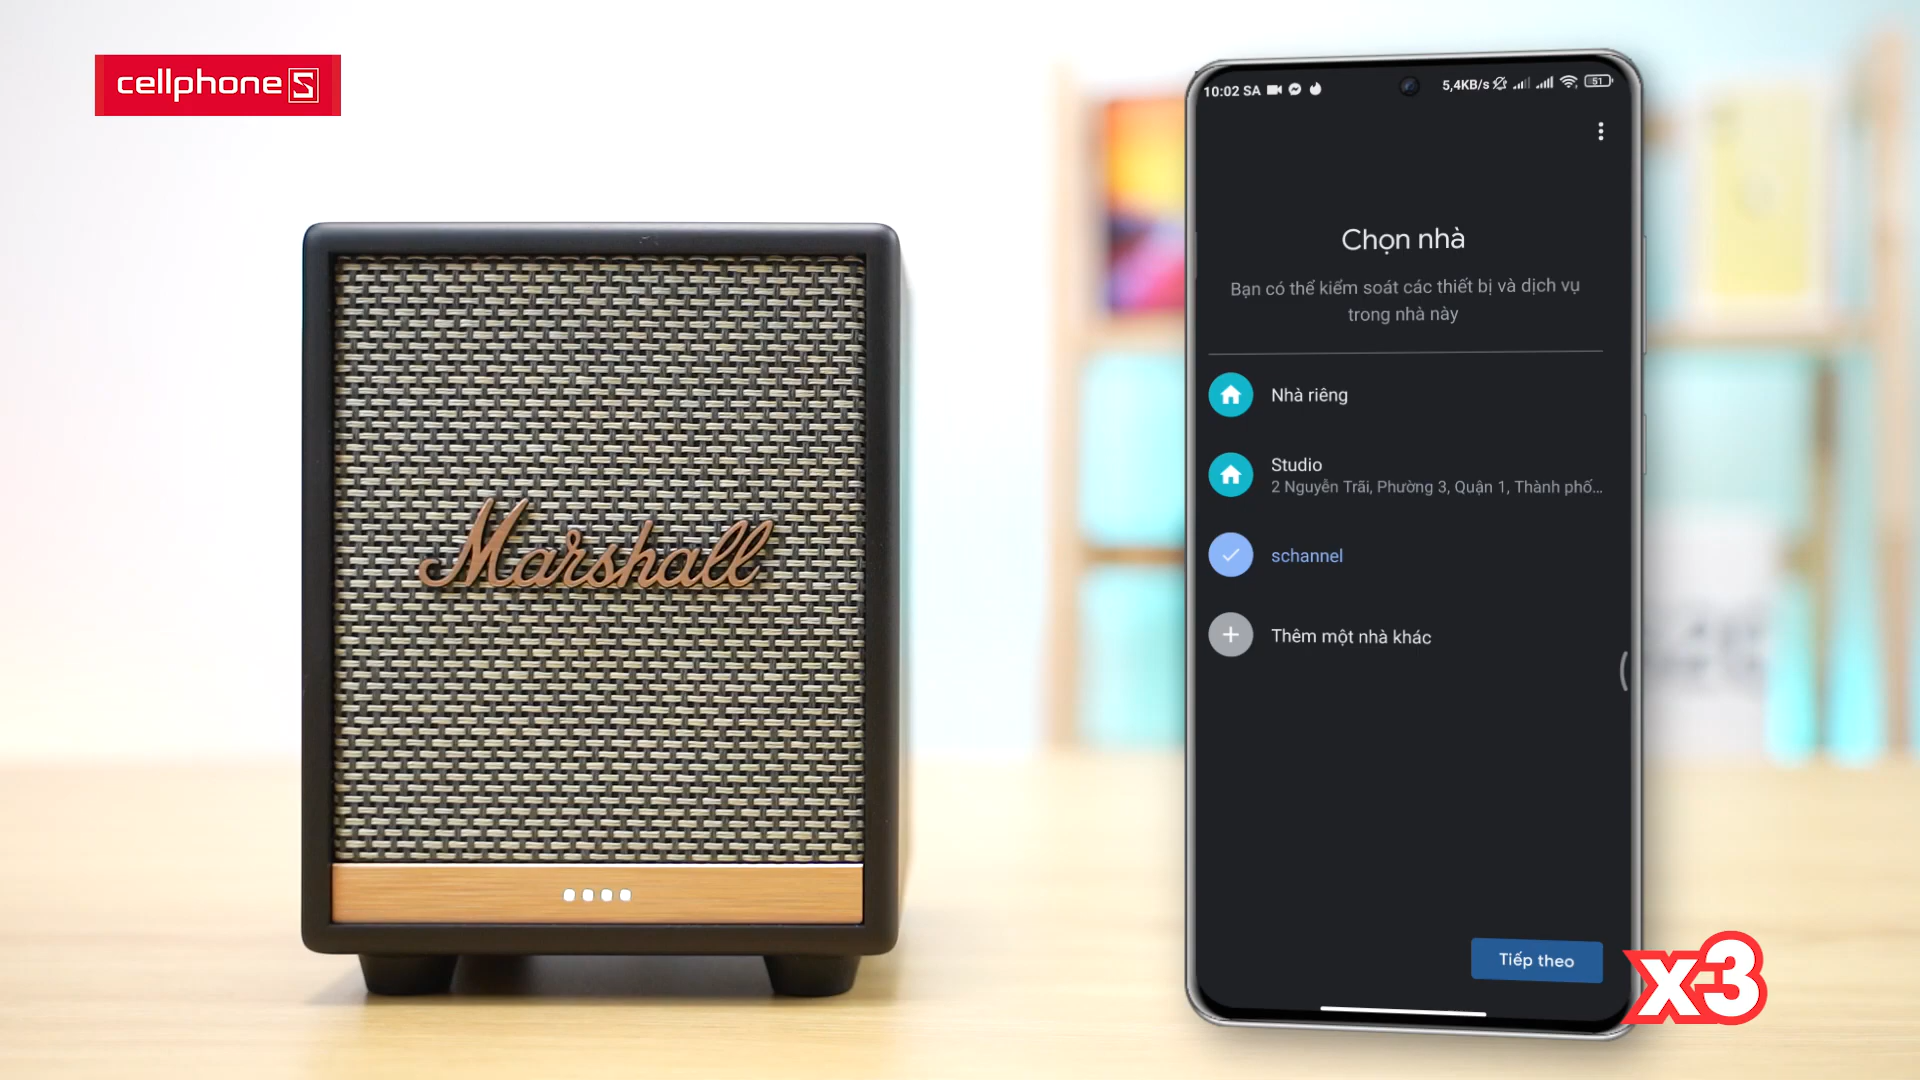 cellphoneS
Marshall
10:02 SA
5,4KB/s
51
Chọn nhà
Bạn có thể kiểm soát các thiết bị và dịch vụ
trong nhà này
Nhà riêng
Studio
2 Nguyễn Trãi, Phường 3, Quận 1, Thành phố...
schannel
Thêm một nhà khác
Tiếp theo
x3